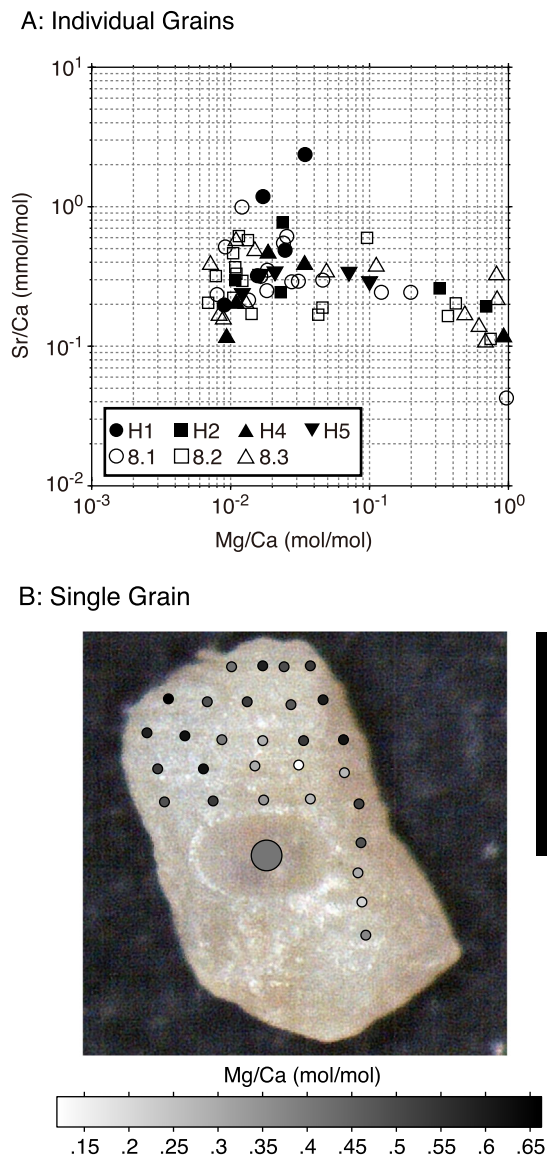 A: Individual Grains
10¹
10⁰
10⁻¹
10⁻²
Sr/Ca (mmol/mol)
H1 H2 H4 H5
8.1 8.2 8.3
10⁻³ 10⁻² 10⁻¹ 10⁰
Mg/Ca (mol/mol)
B: Single Grain
Mg/Ca (mol/mol)
.15 .2 .25 .3 .35 .4 .45 .5 .55 .6 .65